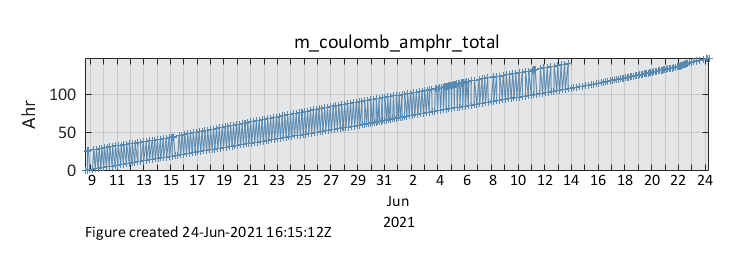 m_coulomb_amphr_total
Ahr
100
50
0
9 11 13 15 17 19 21 23 25 27 29 31 2 4 6 8 10 12 14 16 18 20 22 24
Jun
2021
Figure created 24-Jun-2021 16:15:12Z